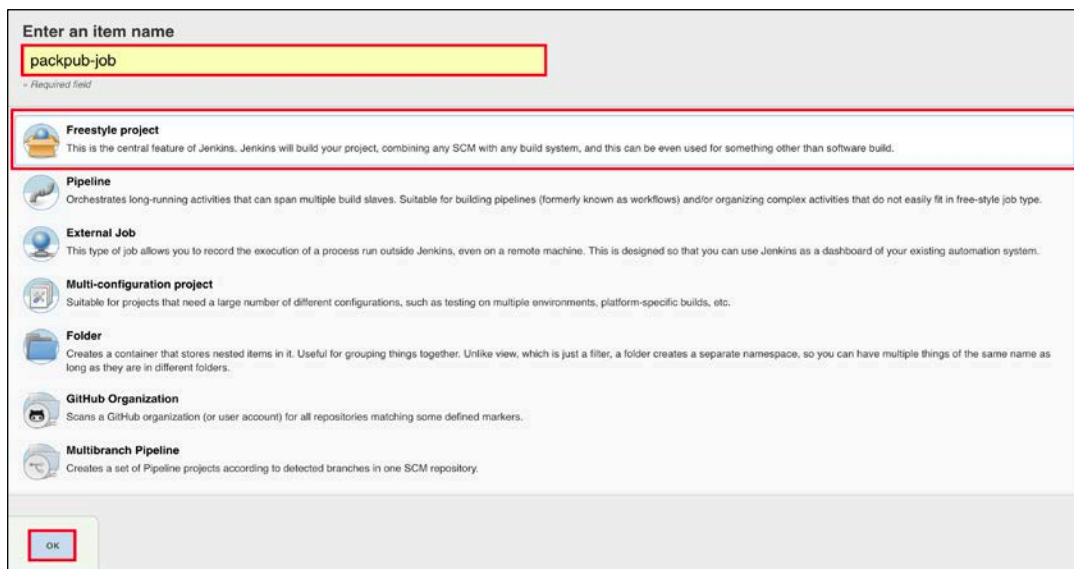 Enter an item name
packpub-job
» Required field
Freestyle project
This is the central feature of Jenkins. Jenkins will build your project, combining any SCM with any build system, and this can be even used for something other than software build.
Pipeline
Orchestrates long-running activities that can span multiple build slaves. Suitable for building pipelines (formerly known as workflows) and/or organizing complex activities that do not easily fit in free-style job type.
External Job
This type of job allows you to record the execution of a process run outside Jenkins, even on a remote machine. This is designed so that you can use Jenkins as a dashboard of your existing automation system.
Multi-configuration project
Suitable for projects that need a large number of different configurations, such as testing on multiple environments, platform-specific builds, etc.
Folder
Creates a container that stores nested items in it. Useful for grouping things together. Unlike view, which is just a filter, a folder creates a separate namespace, so you can have multiple things of the same name as
long as they are in different folders.
GitHub Organization
Scans a GitHub organization (or user account) for all repositories matching some defined markers.
Multibranch Pipeline
Creates a set of Pipeline projects according to detected branches in one SCM repository.
OK